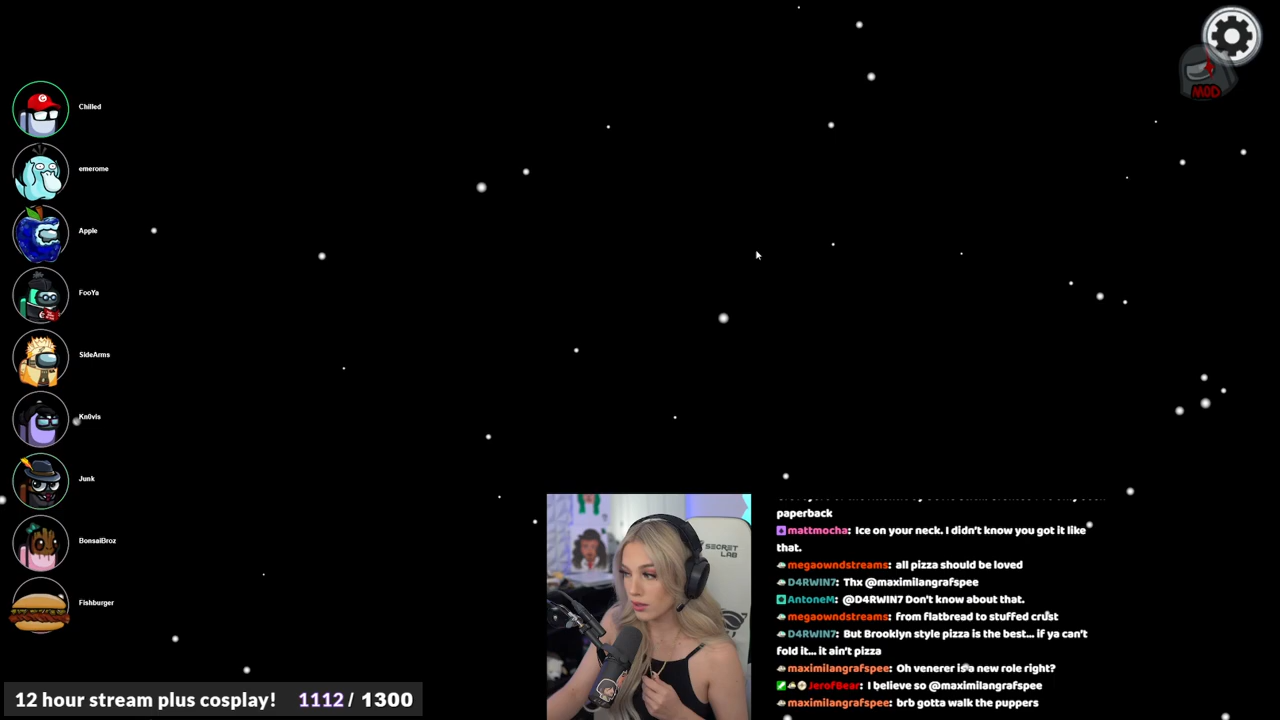 MOD
Chilled
emerome
Apple
FooYa
SideArms
Kn0vis
Junk
BonsaiBroz
Fishburger
SECRET
LAB
paperback
mattmocha: Ice on your neck. I didn't know you got it like
that.
megaowndstreams: all pizza should be loved
D4RWIN7: Thx @maximilangrafspee
AntoneM: @D4RWIN7 Don't know about that.
megaowndstreams: from flatbread to stuffed crust
D4RWIN7: But Brooklyn style pizza is the best... if ya can't
fold it... it ain't pizza
maximilangrafspee: Oh venerer is a new role right?
JerofBear: I believe so @maximilangrafspee
maximilangrafspee: brb gotta walk the puppers
12 hour stream plus cosplay! 1112 / 1300